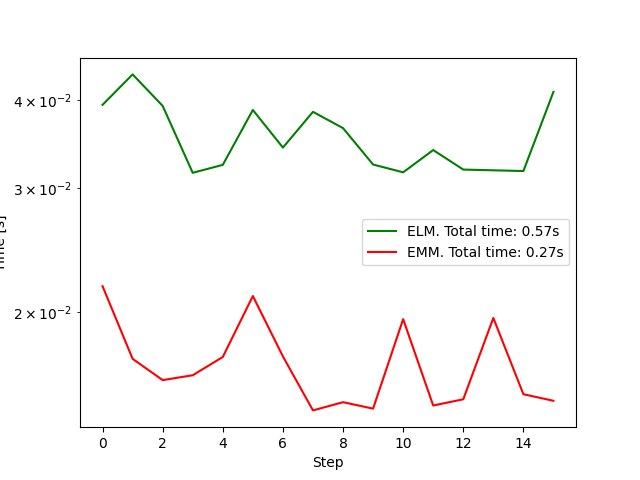 4 × 10⁻²
3 × 10⁻²
2 × 10⁻²
Time [s]
ELM. Total time: 0.57s
EMM. Total time: 0.27s
0 2 4 6 8 10 12 14
Step